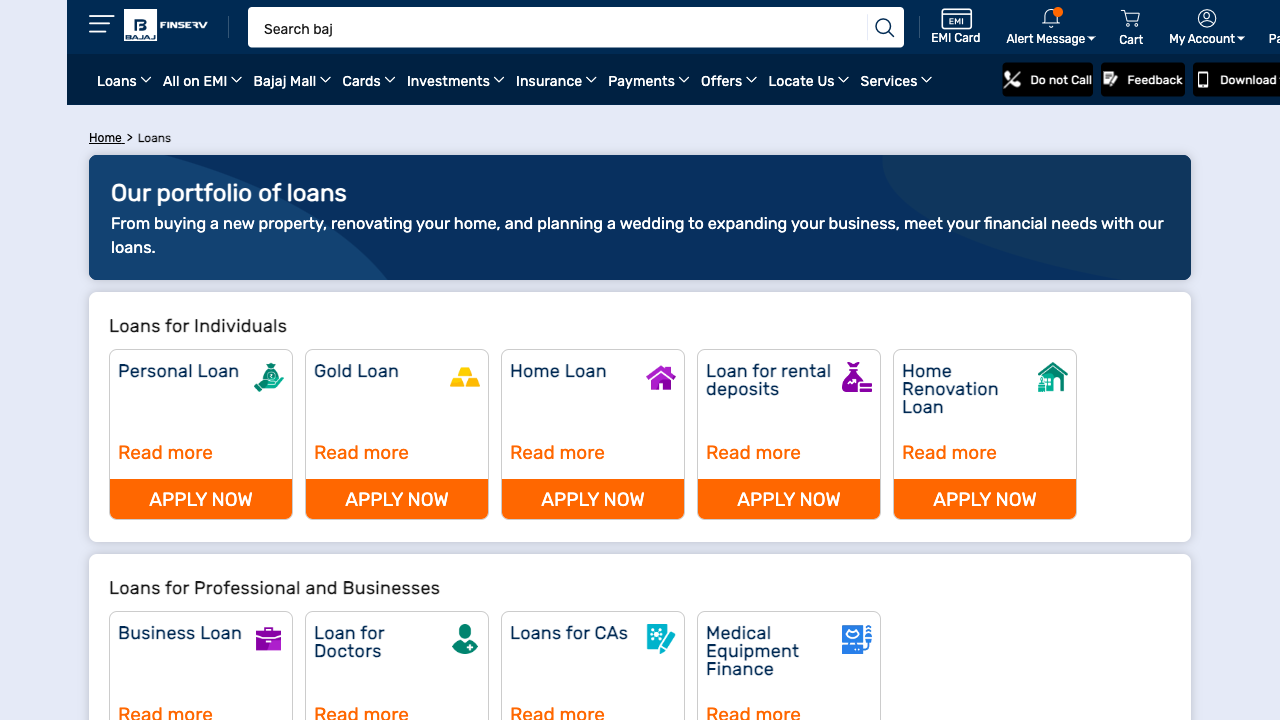 BAJAJ FINSERV
Search baj
EMI
EMI Card
Alert Message
Cart
My Account
Loans All on EMI Bajaj Mall Cards Investments Insurance Payments Offers Locate Us Services
Do not Call
Feedback
Download
Home > Loans
Our portfolio of loans
From buying a new property, renovating your home, and planning a wedding to expanding your business, meet your financial needs with our
loans.
Loans for Individuals
Personal Loan
Read more
APPLY NOW
Gold Loan
Read more
APPLY NOW
Home Loan
Read more
APPLY NOW
Loan for rental
deposits
Read more
APPLY NOW
Home
Renovation
Loan
Read more
APPLY NOW
Loans for Professional and Businesses
Business Loan
Read more
Loan for
Doctors
Read more
Loans for CAs
Read more
Medical
Equipment
Finance
Read more